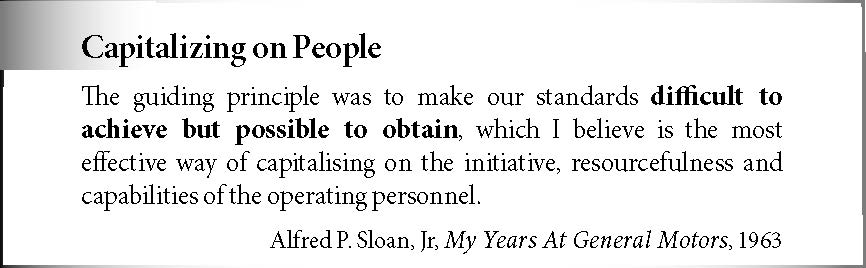 Capitalizing on People
The guiding principle was to make our standards difficult to
achieve but possible to obtain, which I believe is the most
effective way of capitalising on the initiative, resourcefulness and
capabilities of the operating personnel.
Alfred P. Sloan, Jr, My Years At General Motors, 1963